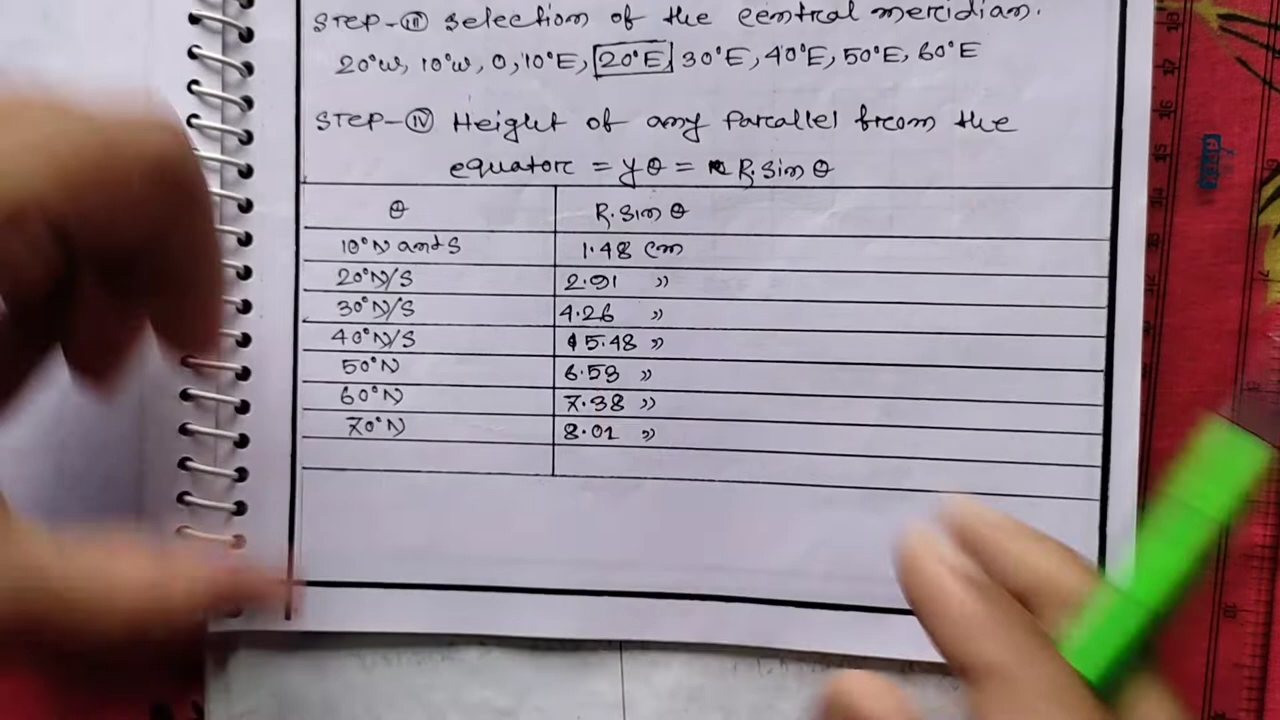 STEP-III Selection of the central meridian.
20°W, 10°W, 0, 10°E, 20°E, 30°E, 40°E, 50°E, 60°E
STEP-IV Height of any Parallel from the
equator = yθ = R.Sin θ
θ R.Sin θ
10°N and S 1.48 Cm
20°N/S 2.91 "
30°N/S 4.26 "
40°N/S 5.48 "
50°N 6.53 "
60°N 7.38 "
70°N 8.01 "